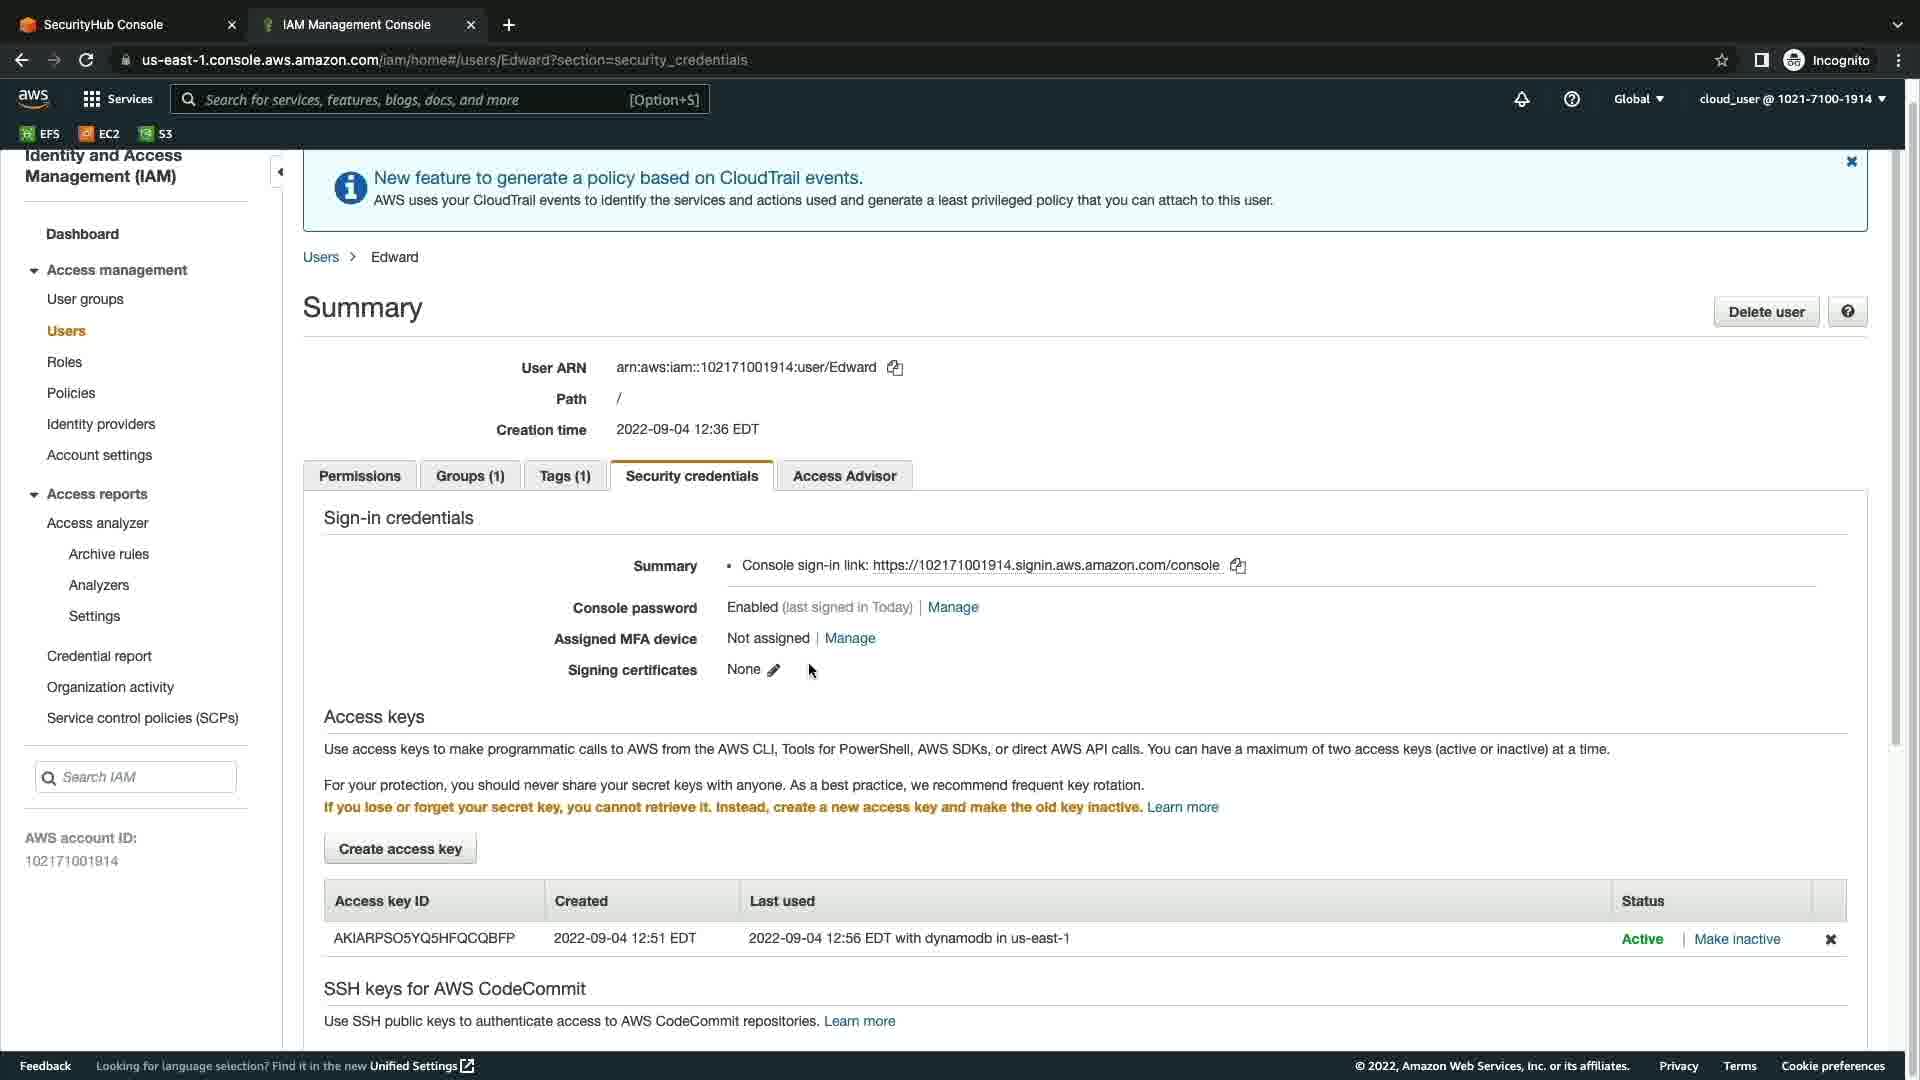 SecurityHub Console
IAM Management Console
us-east-1.console.aws.amazon.com/iam/home#/users/Edward?section=security_credentials
Incognito
aws
Services
Search for services, features, blogs, docs, and more
[Option+S]
Global
cloud_user @ 1021-7100-1914
EFS
EC2
S3
Identity and Access
Management (IAM)
Dashboard
Access management
User groups
Users
Roles
Policies
Identity providers
Account settings
Access reports
Access analyzer
Archive rules
Analyzers
Settings
Credential report
Organization activity
Service control policies (SCPs)
Search IAM
AWS account ID:
102171001914
New feature to generate a policy based on CloudTrail events.
AWS uses your CloudTrail events to identify the services and actions used and generate a least privileged policy that you can attach to this user.
Users > Edward
Summary
Delete user
User ARN arn:aws:iam::102171001914:user/Edward
Path /
Creation time 2022-09-04 12:36 EDT
Permissions
Groups (1)
Tags (1)
Security credentials
Access Advisor
Sign-in credentials
Summary • Console sign-in link: https://102171001914.signin.aws.amazon.com/console
Console password Enabled (last signed in Today) | Manage
Assigned MFA device Not assigned | Manage
Signing certificates None
Access keys
Use access keys to make programmatic calls to AWS from the AWS CLI, Tools for PowerShell, AWS SDKs, or direct AWS API calls. You can have a maximum of two access keys (active or inactive) at a time.
For your protection, you should never share your secret keys with anyone. As a best practice, we recommend frequent key rotation.
If you lose or forget your secret key, you cannot retrieve it. Instead, create a new access key and make the old key inactive. Learn more
Create access key
Access key ID Created Last used Status
AKIARPSO5YQ5HFQCQBFP 2022-09-04 12:51 EDT 2022-09-04 12:56 EDT with dynamodb in us-east-1 Active | Make inactive
SSH keys for AWS CodeCommit
Use SSH public keys to authenticate access to AWS CodeCommit repositories. Learn more
Feedback
Looking for language selection? Find it in the new Unified Settings
© 2022, Amazon Web Services, Inc. or its affiliates.
Privacy
Terms
Cookie preferences